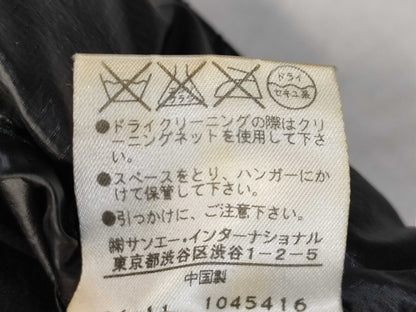 ドライ
セキユ系
●ドライクリーニングの際はクリ
ーニングネットを使用して下さ
い。
●スペースをとり、ハンガーにか
けて保管して下さい。
●引っかけに、ご注意下さい。
㈱サンエー・インターナショナル
東京都渋谷区渋谷1-2-5
中国製
1045416